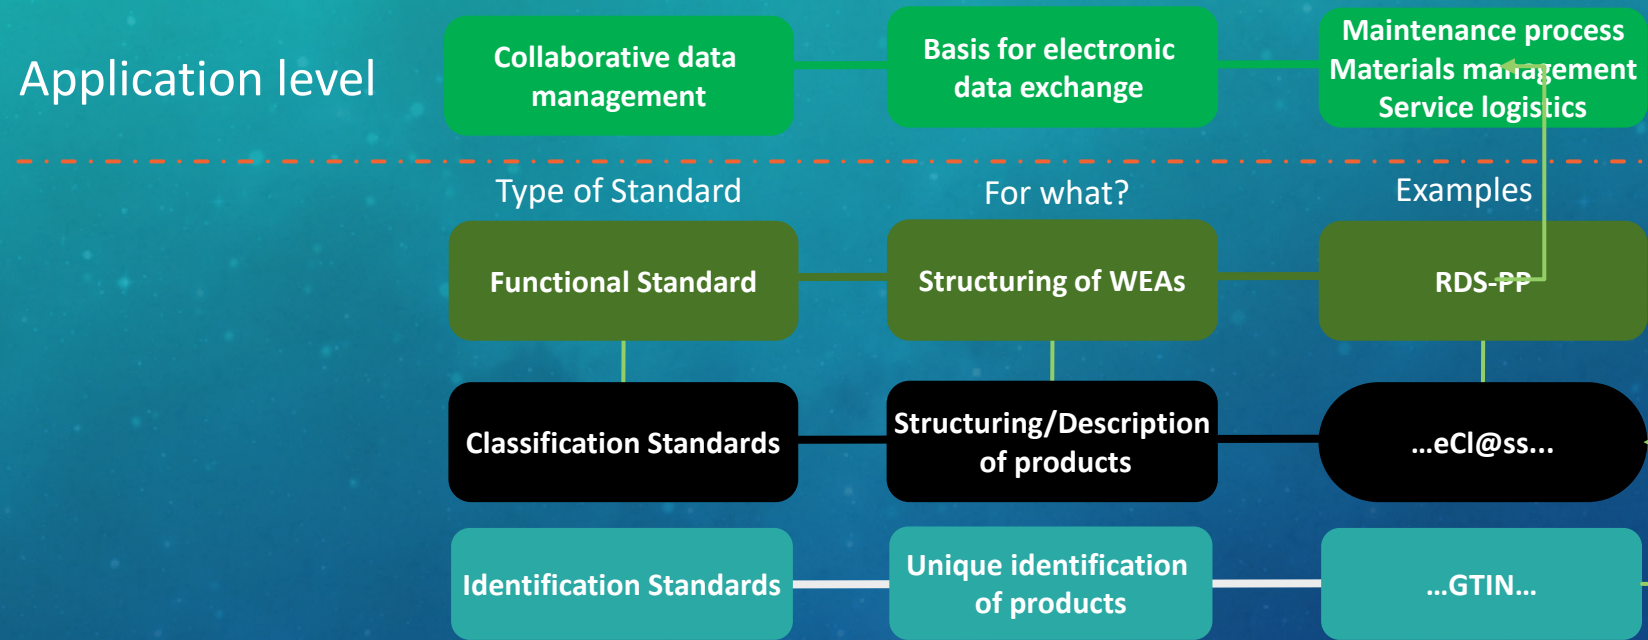 Application level
Collaborative data
management
Basis for electronic
data exchange
Maintenance process
Materials management
Service logistics
Type of Standard
For what?
Examples
Functional Standard
Structuring of WEAs
RDS-PP
Classification Standards
Structuring/Description
of products
...eCl@ss...
Identification Standards
Unique identification
of products
...GTIN...